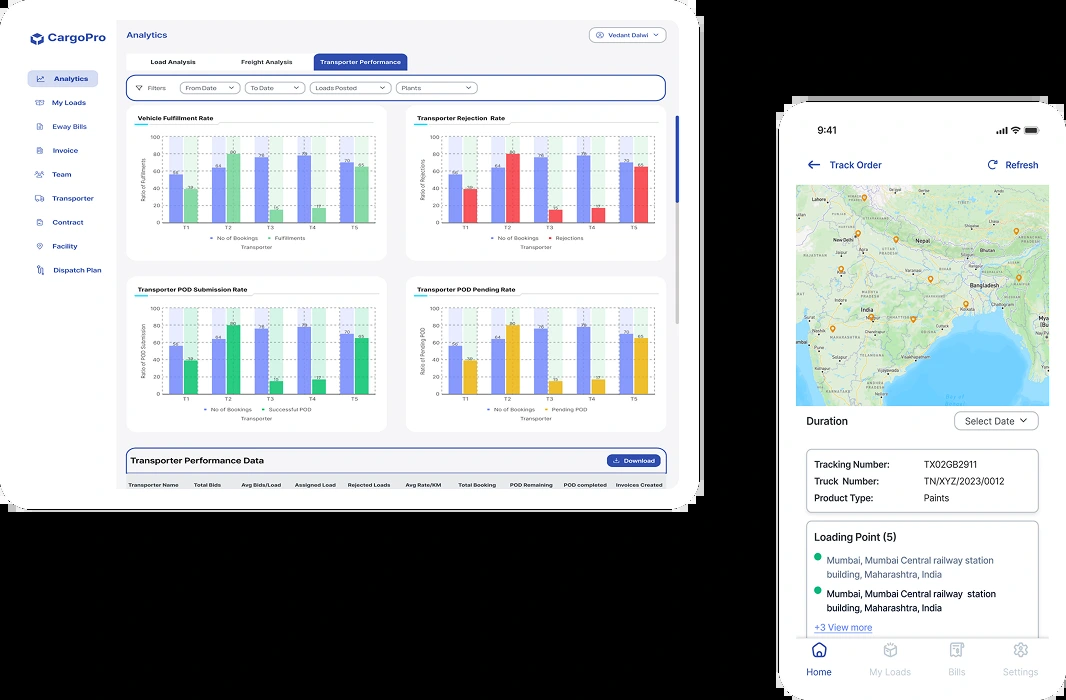 CargoPro
Analytics
My Loads
Eway Bills
Invoice
Team
Transporter
Contract
Facility
Dispatch Plan
Analytics
Vedant Dalwi
Load Analysis
Freight Analysis
Transporter Performance
Filters
From Date
To Date
Loads Posted
Plants
Vehicle Fulfillment Rate
Ratio of Fulfillments
100
80
60
40
20
0
56
39
64
80
76
15
78
17
70
65
T1 T2 T3 T4 T5
No of Bookings Fulfillments
Transporter
Transporter Rejection Rate
Ratio of Rejections
100
80
60
40
20
0
56
39
64
80
76
15
78
17
70
65
T1 T2 T3 T4 T5
No of Bookings Rejections
Transporter
Transporter POD Submission Rate
Ratio of POD Submission
100
80
60
40
20
0
56
39
64
80
76
15
78
17
70
65
T1 T2 T3 T4 T5
No of Bookings Successful POD
Transporter
Transporter POD Pending Rate
Ratio of Pending POD
100
80
60
40
20
0
56
39
64
80
76
15
78
17
70
65
T1 T2 T3 T4 T5
No of Bookings Pending POD
Transporter
Transporter Performance Data
Download
Transporter Name Total Bids Avg Bids/Load Assigned Load Rejected Loads Avg Rate/KM Total Booking POD Remaining POD completed Invoices Created
9:41
Track Order
Refresh
Lahore
New Delhi
Nepal
Bhutan
Jaipur
Agra
Varanasi
Bangladesh
Indore
India
Kolkata
Nashik
Pune
Solapur
Visakhapatnam
Duration
Select Date
Tracking Number: TX02GB2911
Truck Number: TN/XYZ/2023/0012
Product Type: Paints
Loading Point (5)
Mumbai, Mumbai Central railway station
building, Maharashtra, India
Mumbai, Mumbai Central railway station
building, Maharashtra, India
+3 View more
Home
My Loads
Bills
Settings